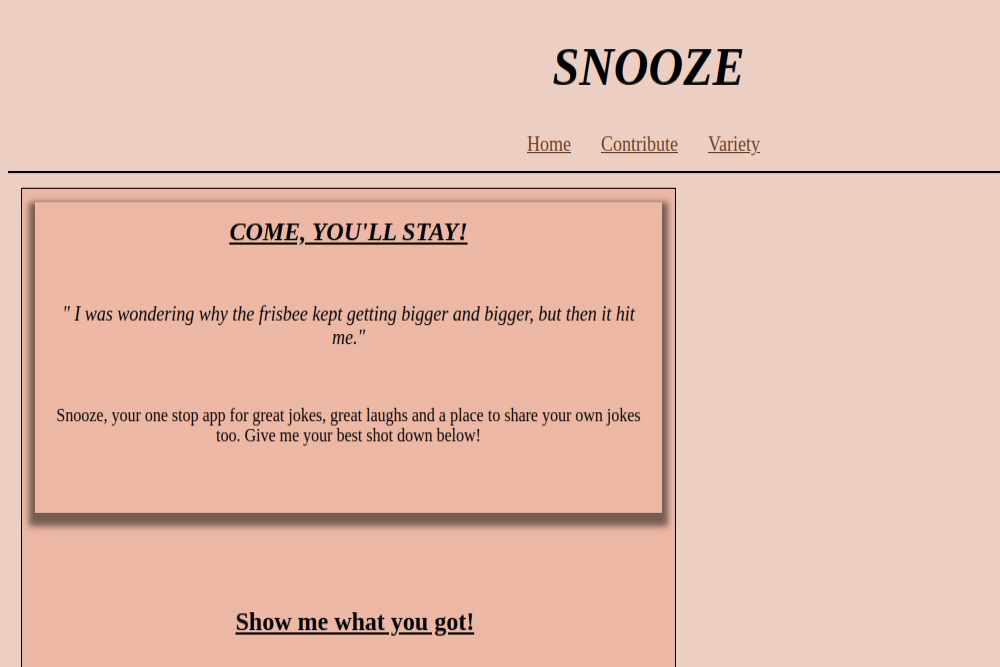 SNOOZE
Home Contribute Variety
COME, YOU'LL STAY!
" I was wondering why the frisbee kept getting bigger and bigger, but then it hit
me."
Snooze, your one stop app for great jokes, great laughs and a place to share your own jokes
too. Give me your best shot down below!
Show me what you got!